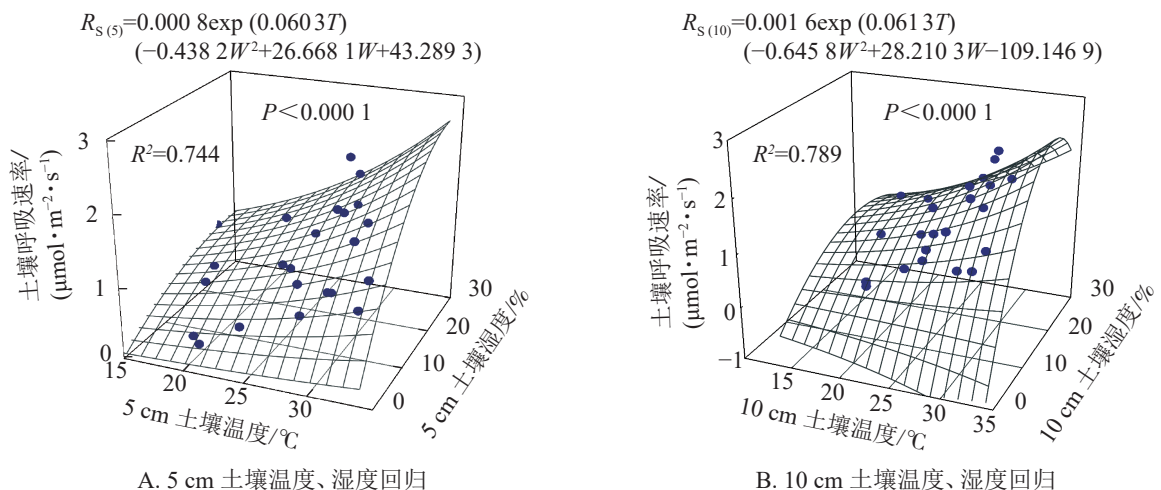 R_S (5)=0.000 8exp (0.060 3T)
(−0.438 2W²+26.668 1W+43.289 3)
P＜0.000 1
R²=0.744
土壤呼吸速率/
(μmol·m⁻²·s⁻¹)
3
2
1
0
15
20
25
30
5 cm 土壤温度/℃
0
10
20
30
5 cm 土壤湿度/%
A. 5 cm 土壤温度、湿度回归
R_S (10)=0.001 6exp (0.061 3T)
(−0.645 8W²+28.210 3W−109.146 9)
P＜0.000 1
R²=0.789
土壤呼吸速率/
(μmol·m⁻²·s⁻¹)
3
2
1
0
−1
15
20
25
30
35
10 cm 土壤温度/℃
0
10
20
30
10 cm 土壤湿度/%
B. 10 cm 土壤温度、湿度回归